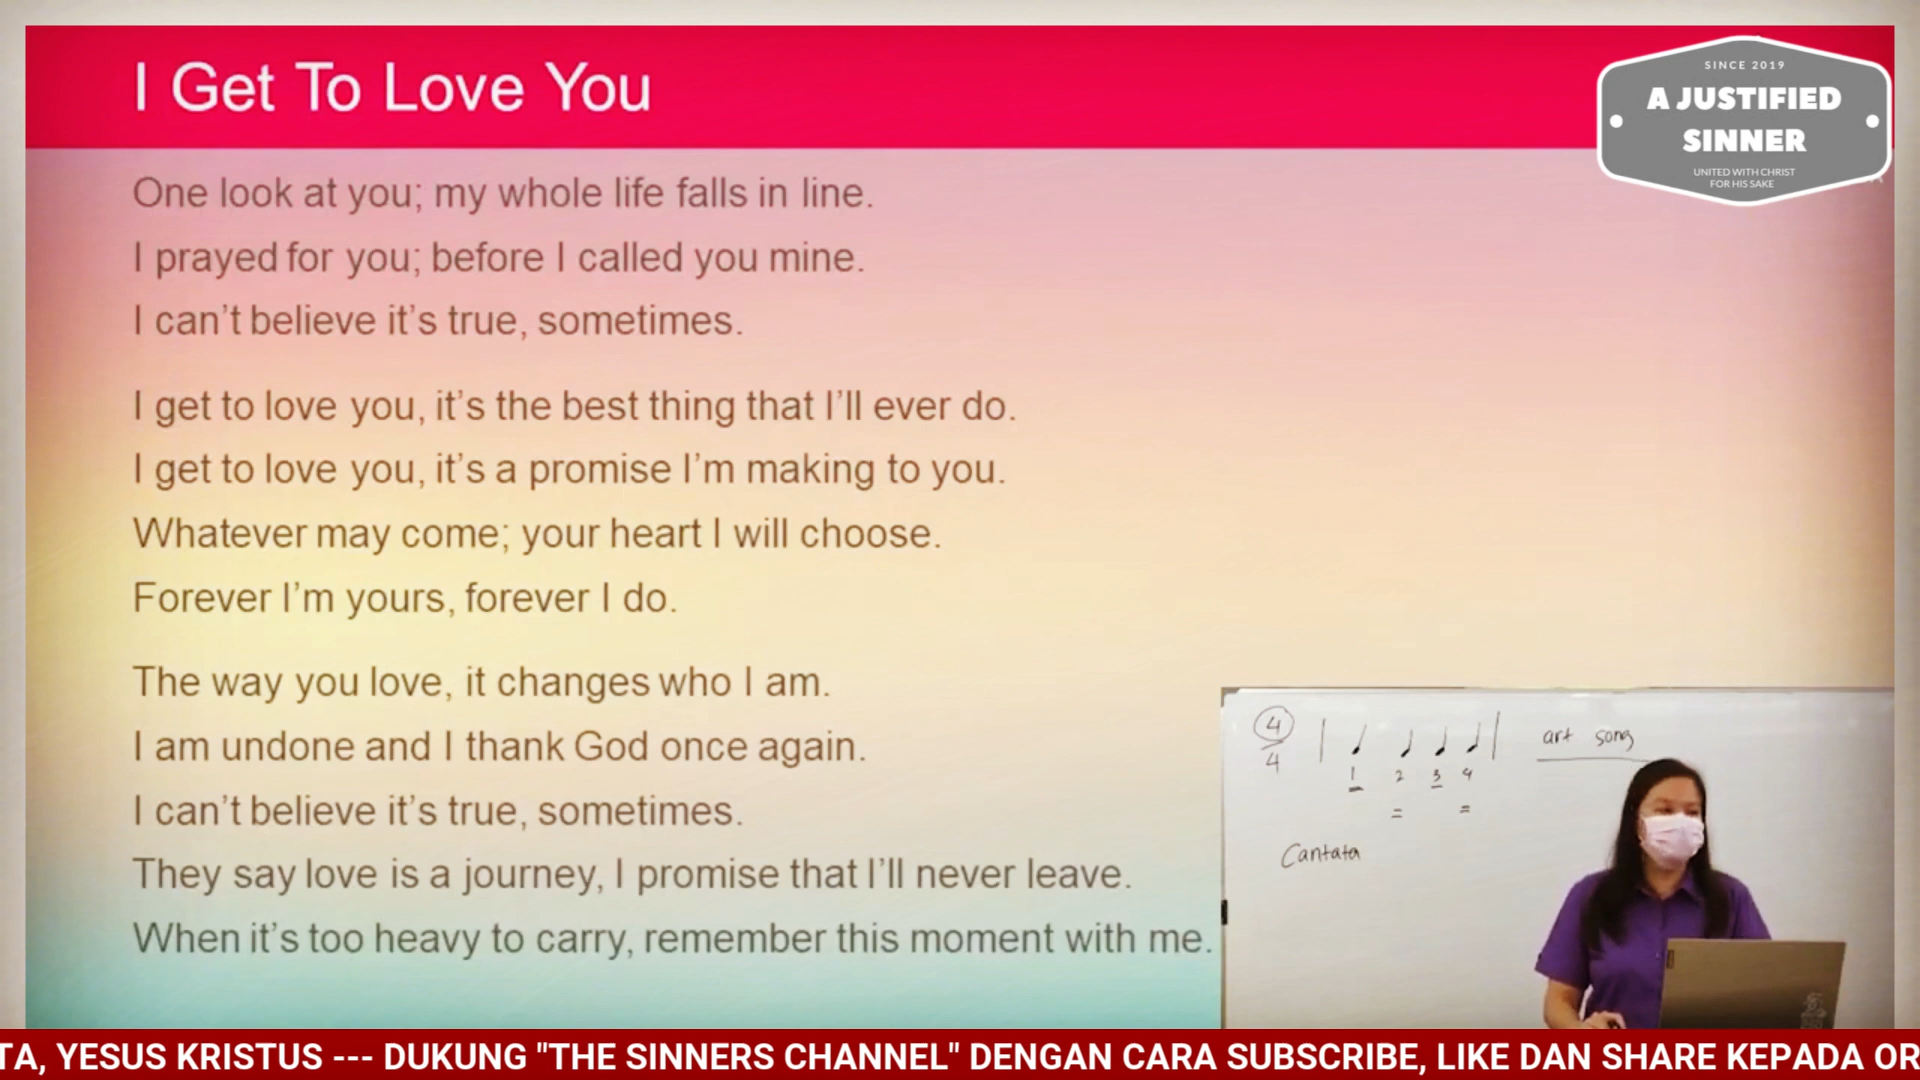 I Get To Love You
SINCE 2019
A JUSTIFIED
SINNER
UNITED WITH CHRIST
FOR HIS SAKE
One look at you; my whole life falls in line.
I prayed for you; before I called you mine.
I can't believe it's true, sometimes.
I get to love you, it's the best thing that I'll ever do.
I get to love you, it's a promise I'm making to you.
Whatever may come; your heart I will choose.
Forever I'm yours, forever I do.
The way you love, it changes who I am.
I am undone and I thank God once again.
I can't believe it's true, sometimes.
They say love is a journey, I promise that I'll never leave.
When it's too heavy to carry, remember this moment with me.
4
4
art song
1 2 3 4
= =
Cantata
TA, YESUS KRISTUS --- DUKUNG "THE SINNERS CHANNEL" DENGAN CARA SUBSCRIBE, LIKE DAN SHARE KEPADA OR